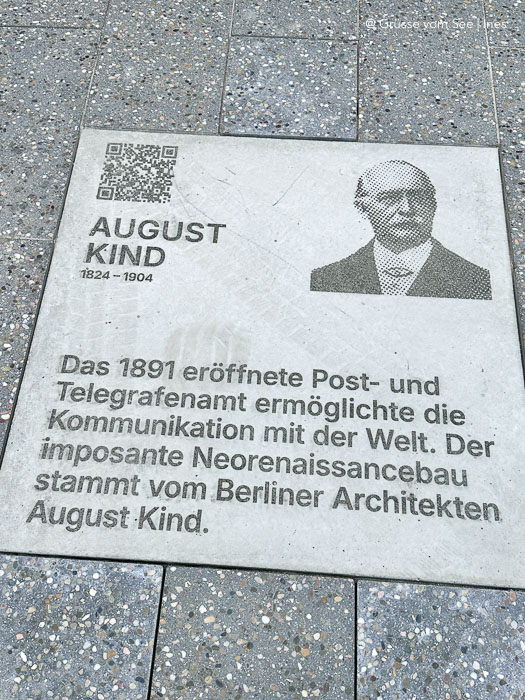 © Grüsse vom See | Ines
AUGUST
KIND
1824 – 1904
Das 1891 eröffnete Post- und
Telegrafenamt ermöglichte die
Kommunikation mit der Welt. Der
imposante Neorenaissancebau
stammt vom Berliner Architekten
August Kind.